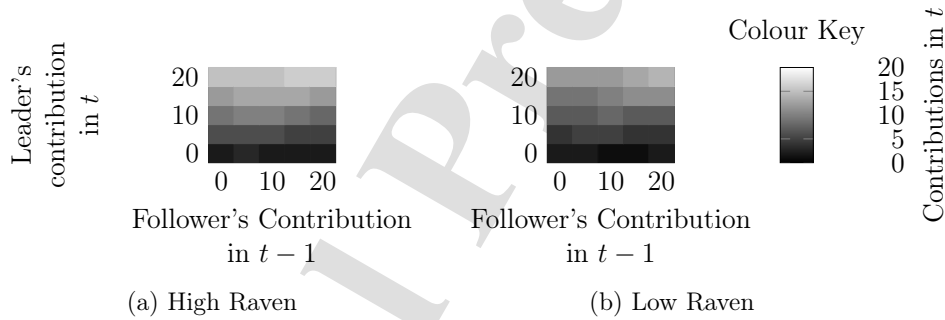 Leader's
contribution
in t
20
10
0
0 10 20
Follower's Contribution
in t − 1
(a) High Raven
20
10
0
0 10 20
Follower's Contribution
in t − 1
(b) Low Raven
Colour Key
20
15
10
5
0
Contributions in t